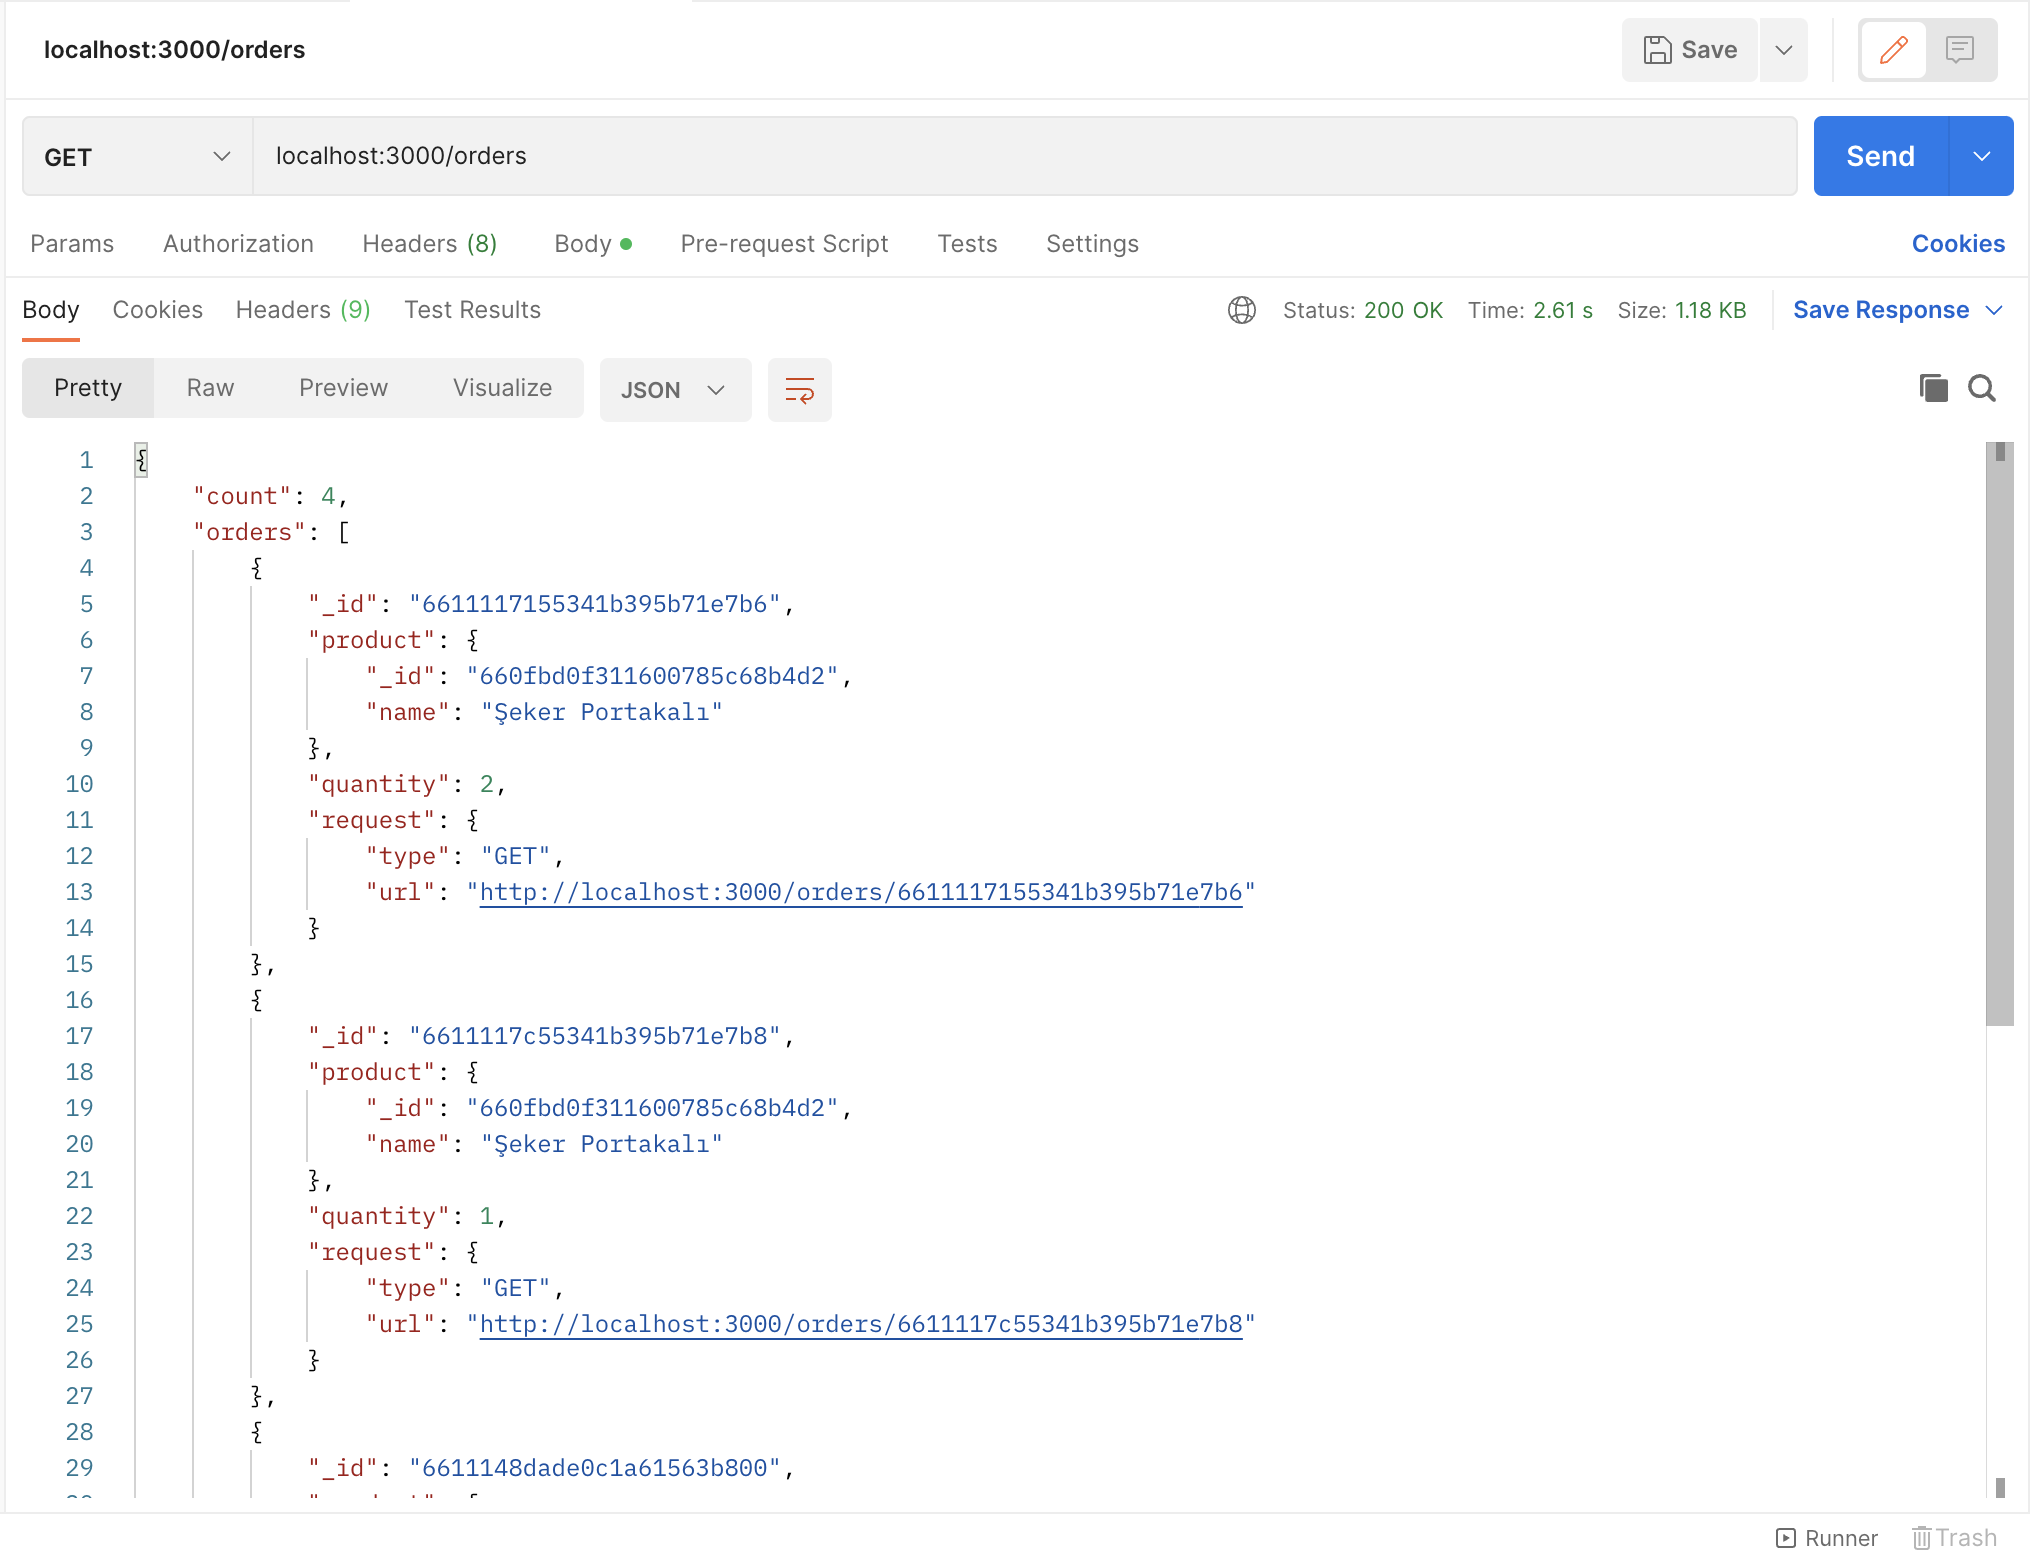 localhost:3000/orders
Save
GET
localhost:3000/orders
Send
Params Authorization Headers (8) Body Pre-request Script Tests Settings Cookies
Body Cookies Headers (9) Test Results Status: 200 OK Time: 2.61 s Size: 1.18 KB Save Response
Pretty Raw Preview Visualize JSON
1 {
2 "count": 4,
3 "orders": [
4 {
5 "_id": "6611117155341b395b71e7b6",
6 "product": {
7 "_id": "660fbd0f311600785c68b4d2",
8 "name": "Şeker Portakalı"
9 },
10 "quantity": 2,
11 "request": {
12 "type": "GET",
13 "url": "http://localhost:3000/orders/6611117155341b395b71e7b6"
14 }
15 },
16 {
17 "_id": "6611117c55341b395b71e7b8",
18 "product": {
19 "_id": "660fbd0f311600785c68b4d2",
20 "name": "Şeker Portakalı"
21 },
22 "quantity": 1,
23 "request": {
24 "type": "GET",
25 "url": "http://localhost:3000/orders/6611117c55341b395b71e7b8"
26 }
27 },
28 {
29 "_id": "6611148dade0c1a61563b800",
Runner Trash